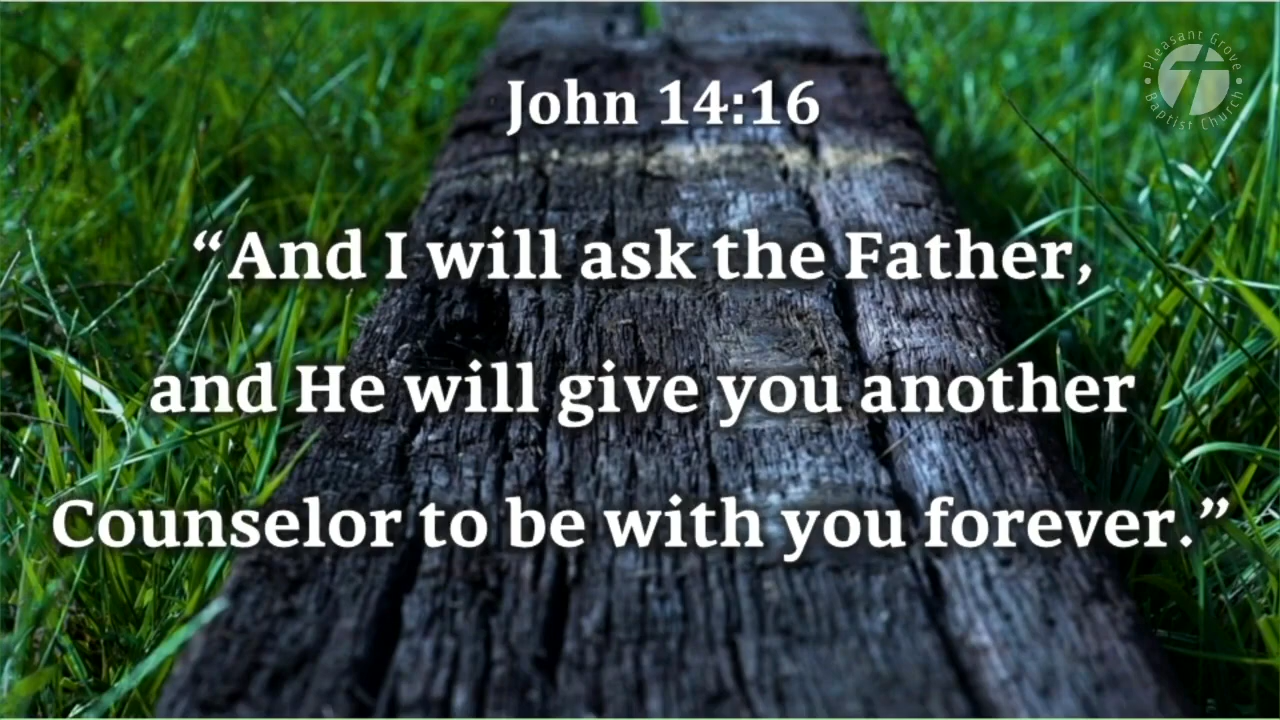 Pleasant Grove
Baptist Church
John 14:16
“And I will ask the Father,
and He will give you another
Counselor to be with you forever.”